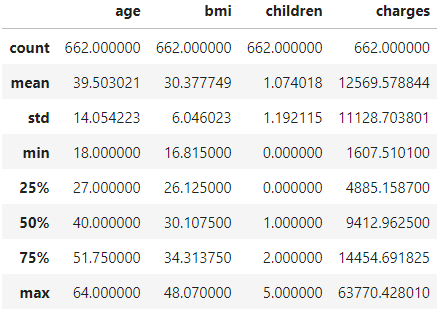 age bmi children charges
count 662.000000 662.000000 662.000000 662.000000
mean 39.503021 30.377749 1.074018 12569.578844
std 14.054223 6.046023 1.192115 11128.703801
min 18.000000 16.815000 0.000000 1607.510100
25% 27.000000 26.125000 0.000000 4885.158700
50% 40.000000 30.107500 1.000000 9412.962500
75% 51.750000 34.313750 2.000000 14454.691825
max 64.000000 48.070000 5.000000 63770.428010